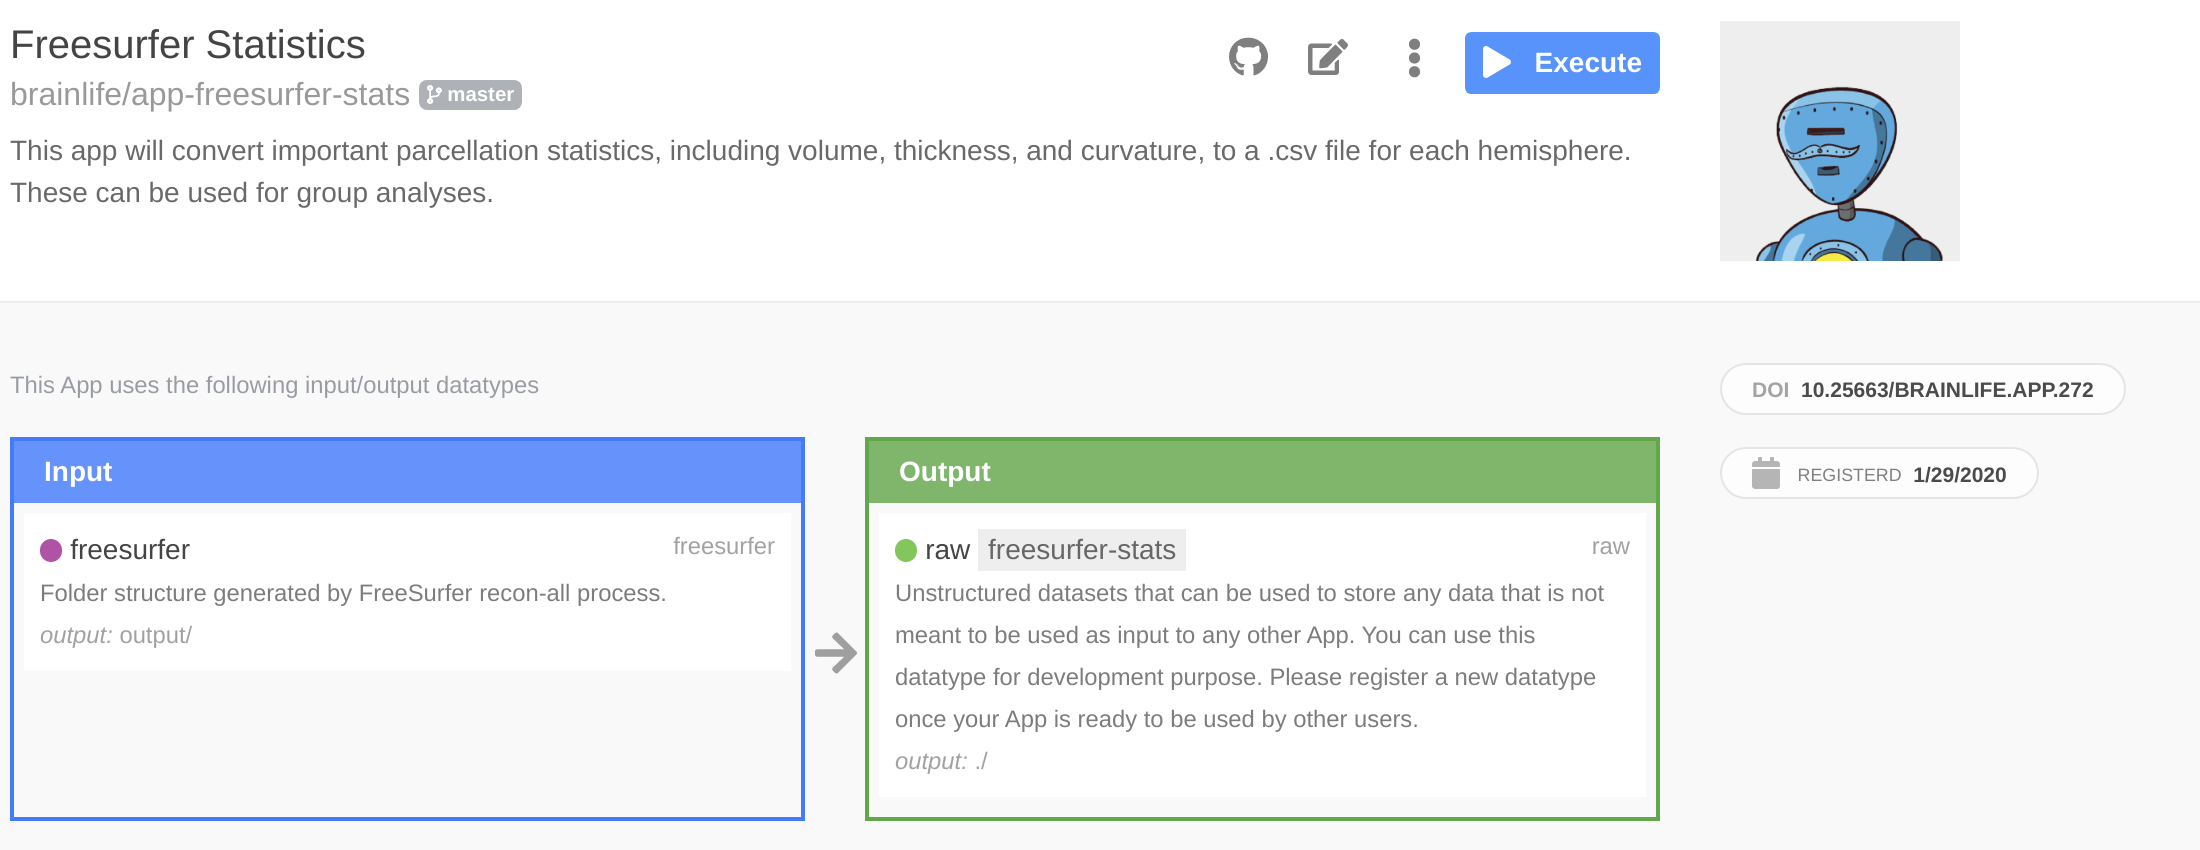 Freesurfer Statistics
Execute
brainlife/app-freesurfer-stats master
This app will convert important parcellation statistics, including volume, thickness, and curvature, to a .csv file for each hemisphere.
These can be used for group analyses.
This App uses the following input/output datatypes
DOI 10.25663/BRAINLIFE.APP.272
REGISTERD 1/29/2020
Input
freesurfer freesurfer
Folder structure generated by FreeSurfer recon-all process.
output: output/
Output
raw freesurfer-stats raw
Unstructured datasets that can be used to store any data that is not
meant to be used as input to any other App. You can use this
datatype for development purpose. Please register a new datatype
once your App is ready to be used by other users.
output: ./